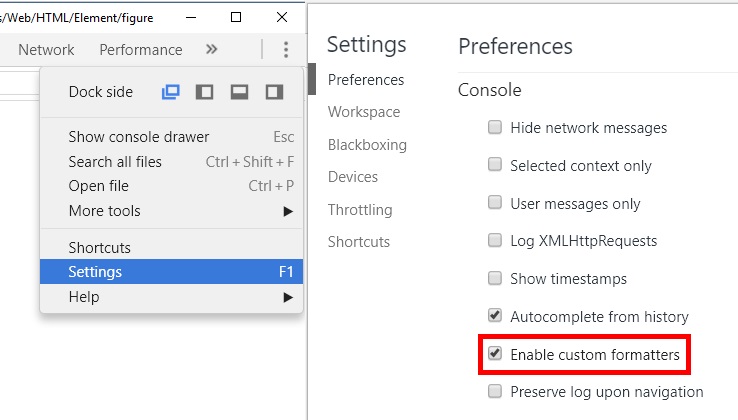 s/Web/HTML/Element/figure
Network Performance »
Dock side
Show console drawer Esc
Search all files Ctrl + Shift + F
Open file Ctrl + P
More tools
Shortcuts
Settings F1
Help
Settings
Preferences
Workspace
Blackboxing
Devices
Throttling
Shortcuts
Preferences
Console
Hide network messages
Selected context only
User messages only
Log XMLHttpRequests
Show timestamps
Autocomplete from history
Enable custom formatters
Preserve log upon navigation